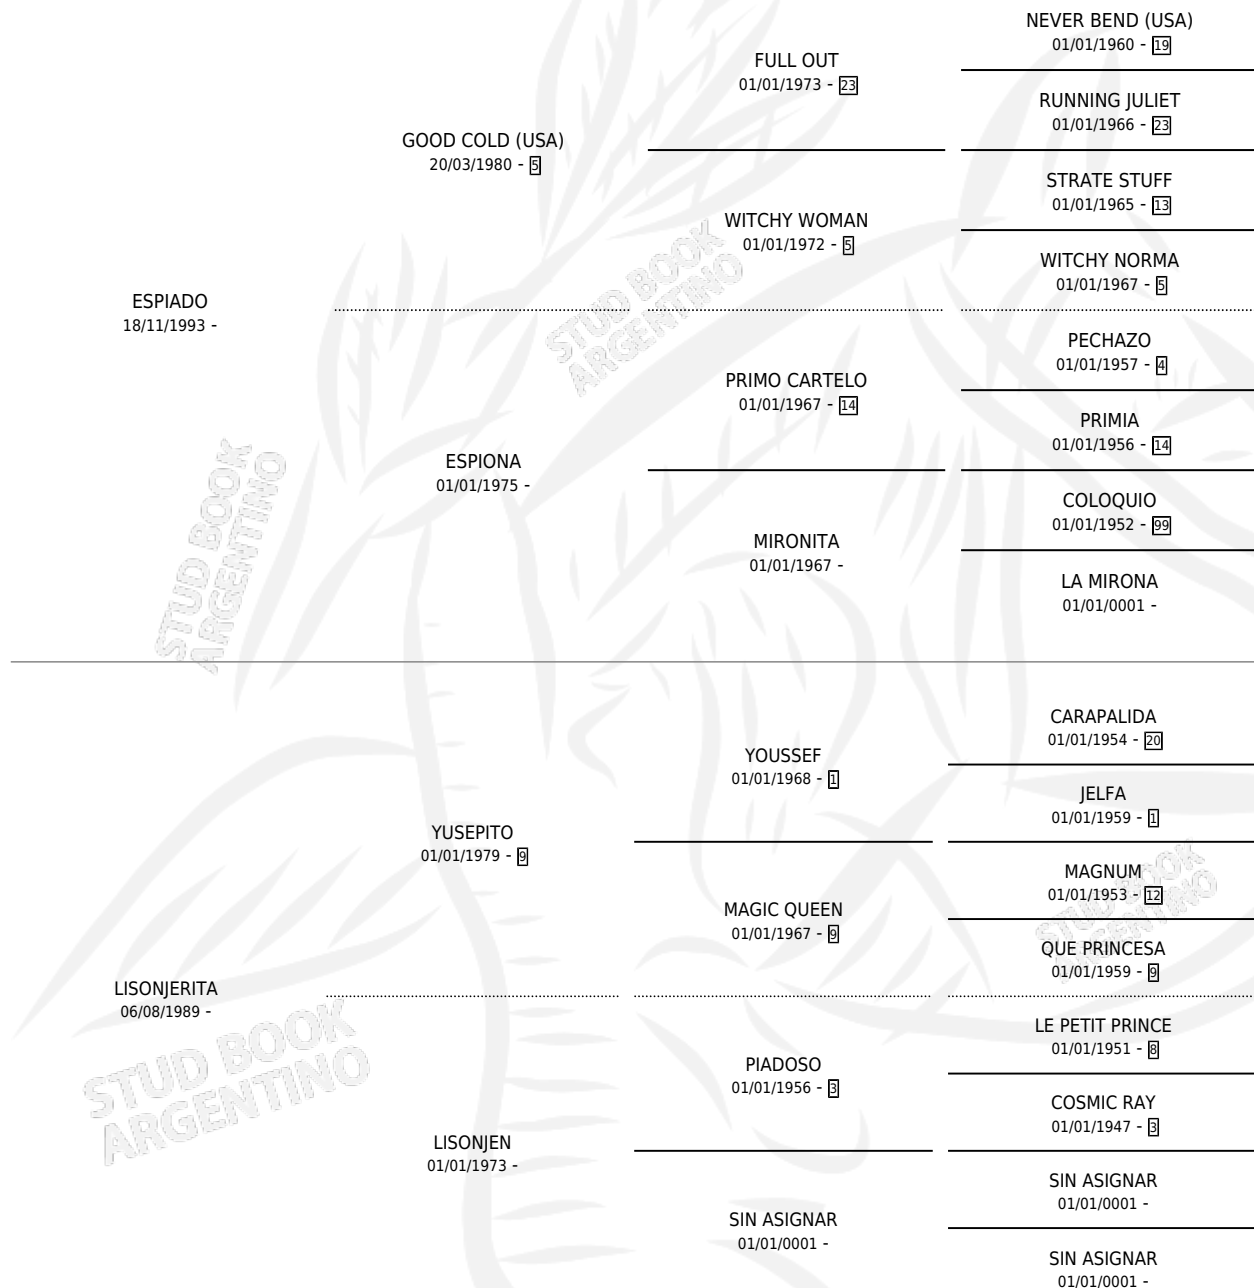 NEVER BEND (USA)
01/01/1960 - 19
FULL OUT
01/01/1973 - 23
RUNNING JULIET
01/01/1966 - 23
GOOD COLD (USA)
20/03/1980 - 5
STRATE STUFF
01/01/1965 - 13
WITCHY WOMAN
01/01/1972 - 5
WITCHY NORMA
01/01/1967 - 5
ESPIADO
18/11/1993 -
PECHAZO
01/01/1957 - 4
PRIMO CARTELO
01/01/1967 - 14
PRIMIA
01/01/1956 - 14
ESPIONA
01/01/1975 -
COLOQUIO
01/01/1952 - 99
MIRONITA
01/01/1967 -
LA MIRONA
01/01/0001 -
CARAPALIDA
01/01/1954 - 20
YOUSSEF
01/01/1968 - 1
JELFA
01/01/1959 - 1
YUSEPITO
01/01/1979 - 9
MAGNUM
01/01/1953 - 12
MAGIC QUEEN
01/01/1967 - 9
QUE PRINCESA
01/01/1959 - 9
LISONJERITA
06/08/1989 -
LE PETIT PRINCE
01/01/1951 - 8
PIADOSO
01/01/1956 - 3
COSMIC RAY
01/01/1947 - 3
LISONJEN
01/01/1973 -
SIN ASIGNAR
01/01/0001 -
SIN ASIGNAR
01/01/0001 -
SIN ASIGNAR
01/01/0001 -
STUD BOOK
ARGENTINO
STUD BOOK
ARGENTINO
STUD BOOK
ARGENTINO
STUD BOOK
ARGENTINO